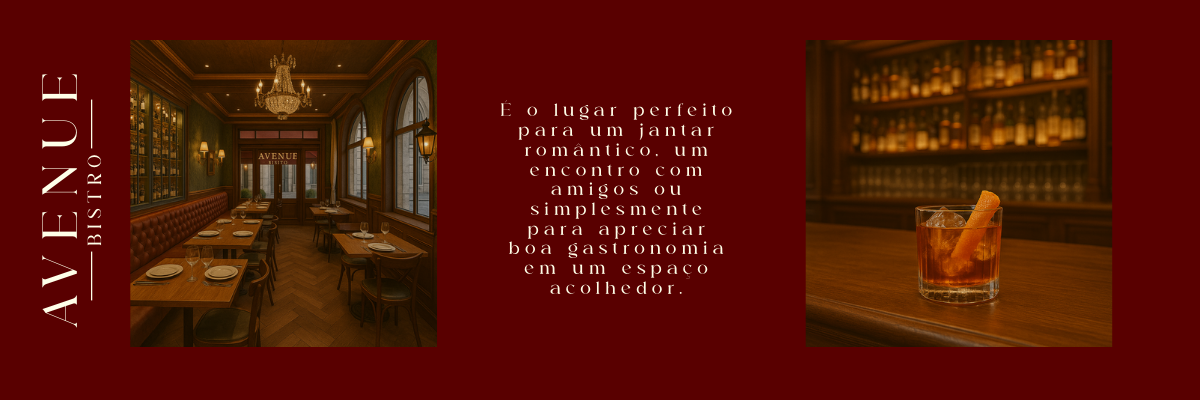 AVENUE
BISTRO
AVENUE
É o lugar perfeito
para um jantar
romântico, um
encontro com
amigos ou
simplesmente
para apreciar
boa gastronomia
em um espaço
acolhedor.